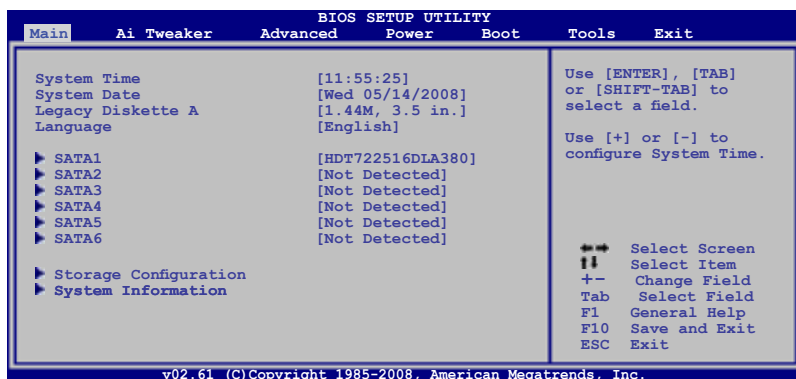 BIOS SETUP UTILITY
Main Ai Tweaker Advanced Power Boot Tools Exit
System Time [11:55:25]
System Date [Wed 05/14/2008]
Legacy Diskette A [1.44M, 3.5 in.]
Language [English]
SATA1 [HDT722516DLA380]
SATA2 [Not Detected]
SATA3 [Not Detected]
SATA4 [Not Detected]
SATA5 [Not Detected]
SATA6 [Not Detected]
Storage Configuration
System Information
Use [ENTER], [TAB]
or [SHIFT-TAB] to
select a field.
Use [+] or [-] to
configure System Time.
Select Screen
Select Item
+- Change Field
Tab Select Field
F1 General Help
F10 Save and Exit
ESC Exit
v02.61 (C)Copyright 1985-2008, American Megatrends, Inc.